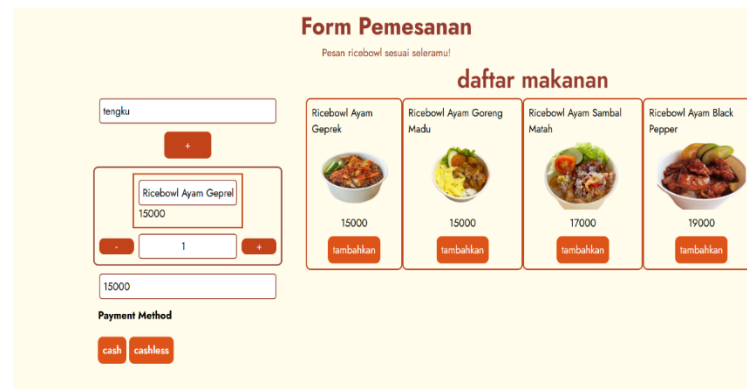 Form Pemesanan
Pesan ricebowl sesuai seleramu!
daftar makanan
tengku
+
Ricebowl Ayam Geprel
15000
-
1
+
15000
Payment Method
cash
cashless
Ricebowl Ayam
Geprek
15000
tambahkan
Ricebowl Ayam Goreng
Madu
15000
tambahkan
Ricebowl Ayam Sambal
Matah
17000
tambahkan
Ricebowl Ayam Black
Pepper
19000
tambahkan